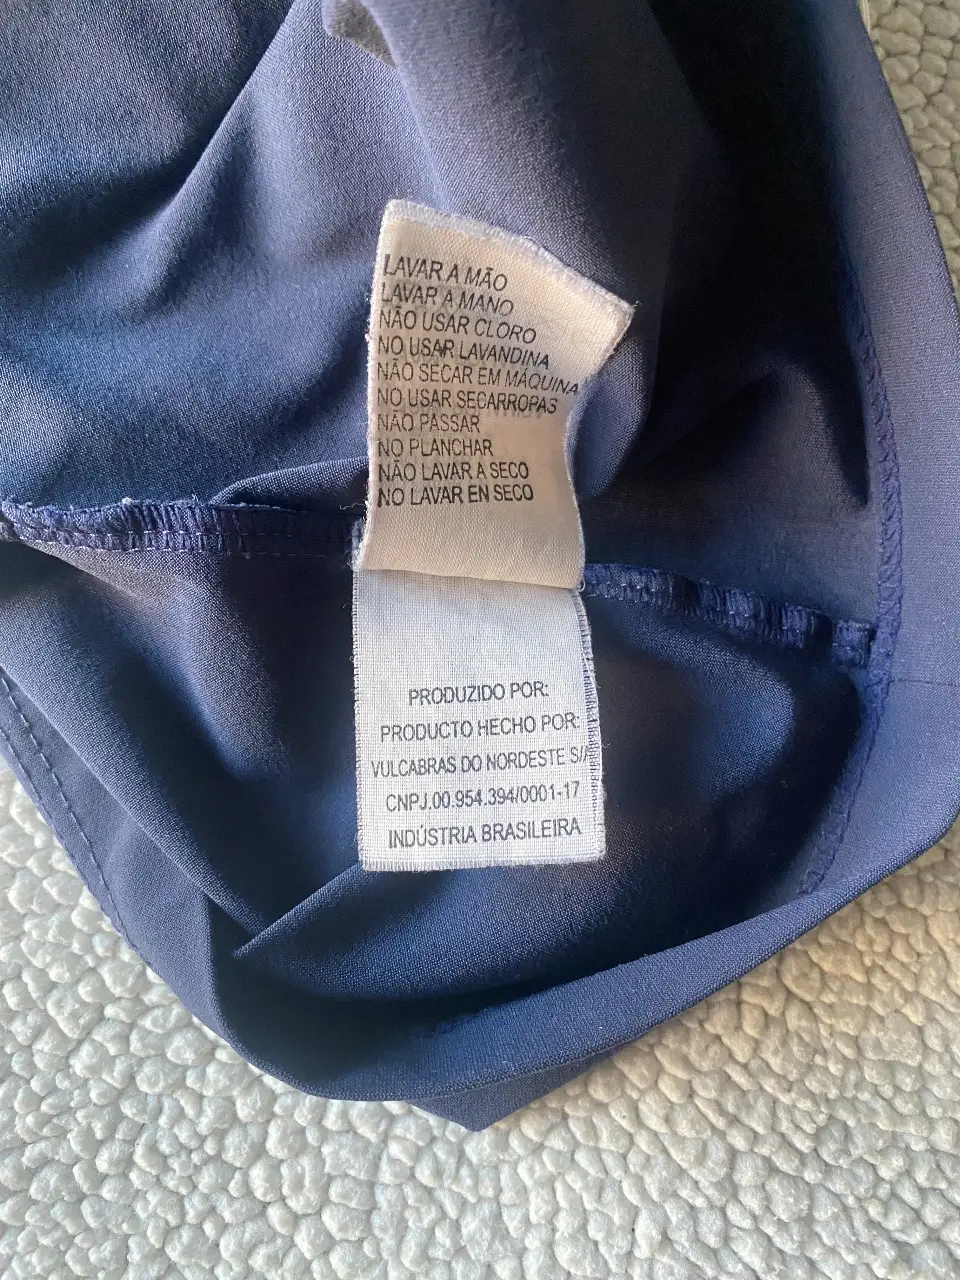 LAVAR A MÃO
LAVAR A MANO
NÃO USAR CLORO
NO USAR LAVANDINA
NÃO SECAR EM MÁQUINA
NO USAR SECARROPAS
NÃO PASSAR
NO PLANCHAR
NÃO LAVAR A SECO
NO LAVAR EN SECO
PRODUZIDO POR:
PRODUCTO HECHO POR:
VULCABRAS DO NORDESTE S/A
CNPJ.00.954.394/0001-17
INDÚSTRIA BRASILEIRA